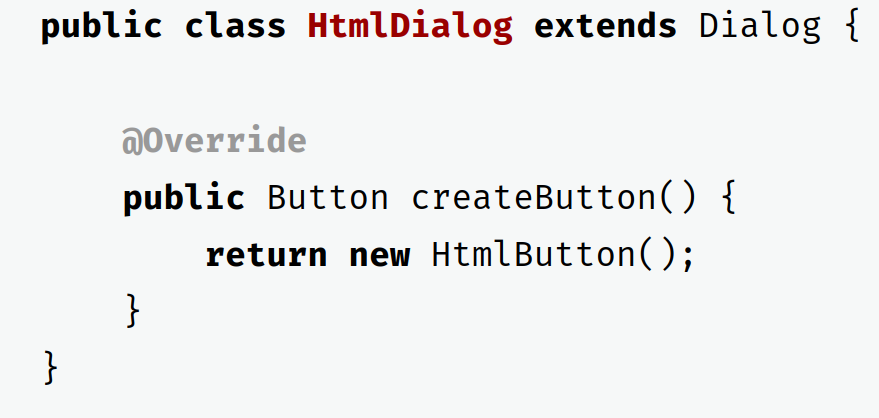 public class HtmlDialog extends Dialog {
@Override
public Button createButton() {
return new HtmlButton();
}
}